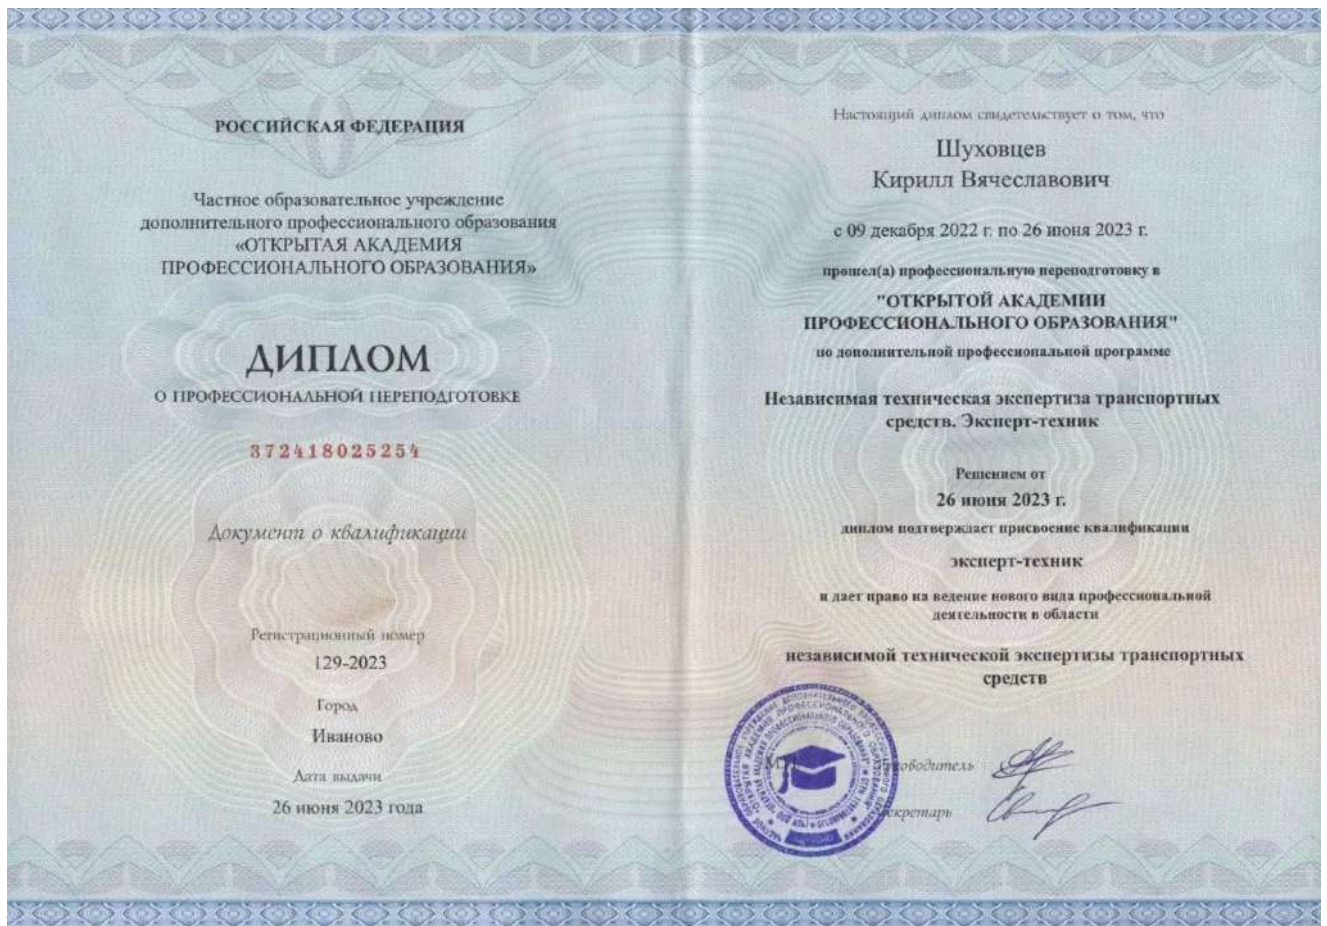 РОССИЙСКАЯ ФЕДЕРАЦИЯ
Частное образовательное учреждение
дополнительного профессионального образования
«ОТКРЫТАЯ АКАДЕМИЯ
ПРОФЕССИОНАЛЬНОГО ОБРАЗОВАНИЯ»
ДИПЛОМ
О ПРОФЕССИОНАЛЬНОЙ ПЕРЕПОДГОТОВКЕ
372418025254
Документ о квалификации
Регистрационный номер
129-2023
Город
Иваново
Дата выдачи
26 июня 2023 года
Настоящий диплом свидетельствует о том, что
Шуховцев
Кирилл Вячеславович
с 09 декабря 2022 г. по 26 июня 2023 г.
прошел(а) профессиональную переподготовку в
"ОТКРЫТОЙ АКАДЕМИИ
ПРОФЕССИОНАЛЬНОГО ОБРАЗОВАНИЯ"
по дополнительной профессиональной программе
Независимая техническая экспертиза транспортных
средств. Эксперт-техник
Решением от
26 июня 2023 г.
диплом подтверждает присвоение квалификации
эксперт-техник
и дает право на ведение нового вида профессиональной
деятельности в области
независимой технической экспертизы транспортных
средств
М.П.
Руководитель
Секретарь